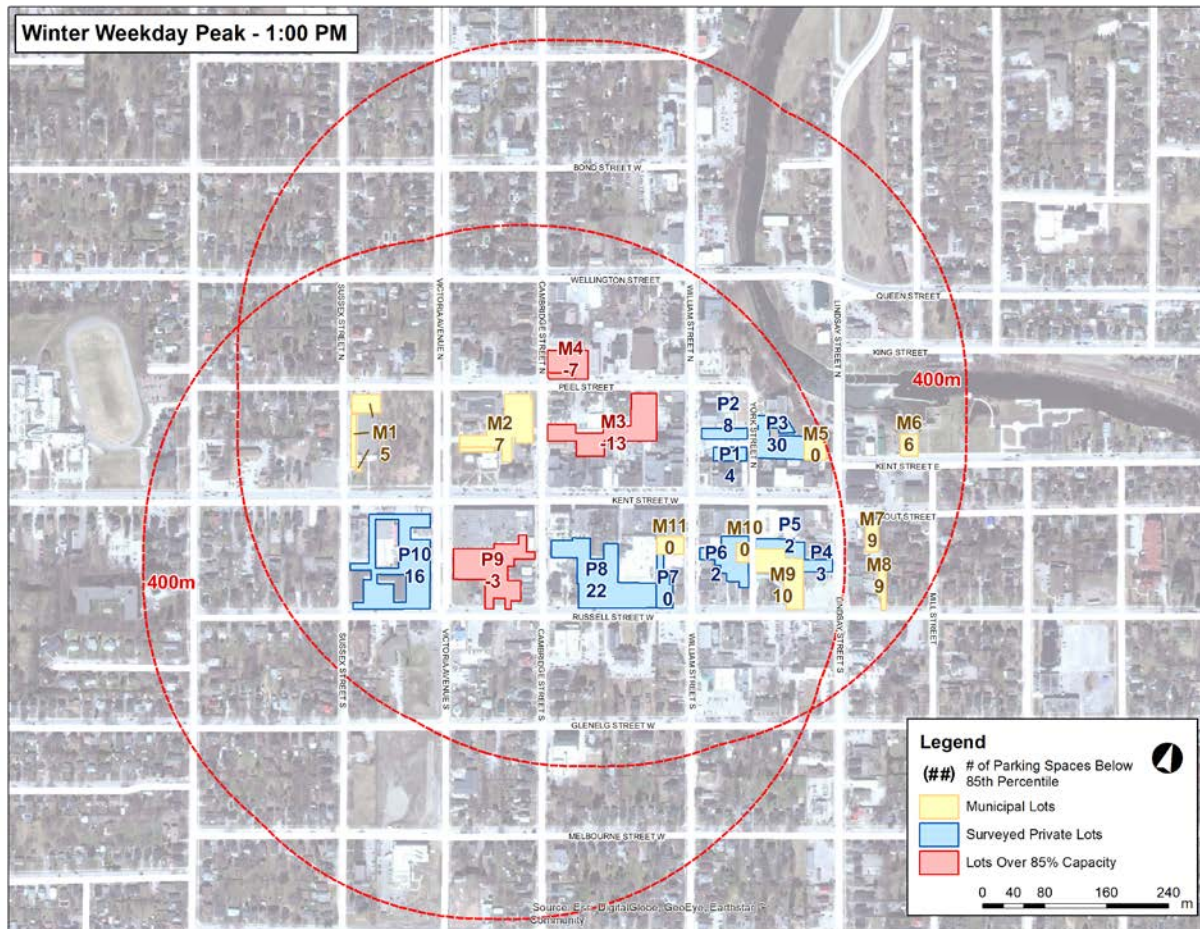 Winter Weekday Peak - 1:00 PM
BOND STREET W
WELLINGTON STREET
QUEEN STREET
SUSSEX STREET N
VICTORIA AVENUE N
CAMBRIDGE STREET N
WILLIAM STREET N
LINDSAY STREET N
KING STREET
400m
M4
-7
PEEL STREET
M1
5
M2
7
M3
-13
P2
8
P1
4
YORK STREET N
P3
30
M5
0
M6
6
KENT STREET E
KENT STREET W
P10
16
P9
-3
P8
22
M11
0
P7
0
P6
2
M10
0
P5
2
P4
3
M9
10
M7
9
M8
9
400m
RUSSELL STREET W
SUSSEX STREET S
VICTORIA AVENUE S
CAMBRIDGE STREET S
WILLIAM STREET S
LINDSAY STREET S
MILL STREET
GLENELG STREET W
MELBOURNE STREET W
Legend
(##) # of Parking Spaces Below
85th Percentile
Municipal Lots
Surveyed Private Lots
Lots Over 85% Capacity
0 40 80 160 240
m
Source: Esri, DigitalGlobe, GeoEye, Earthstar
Community